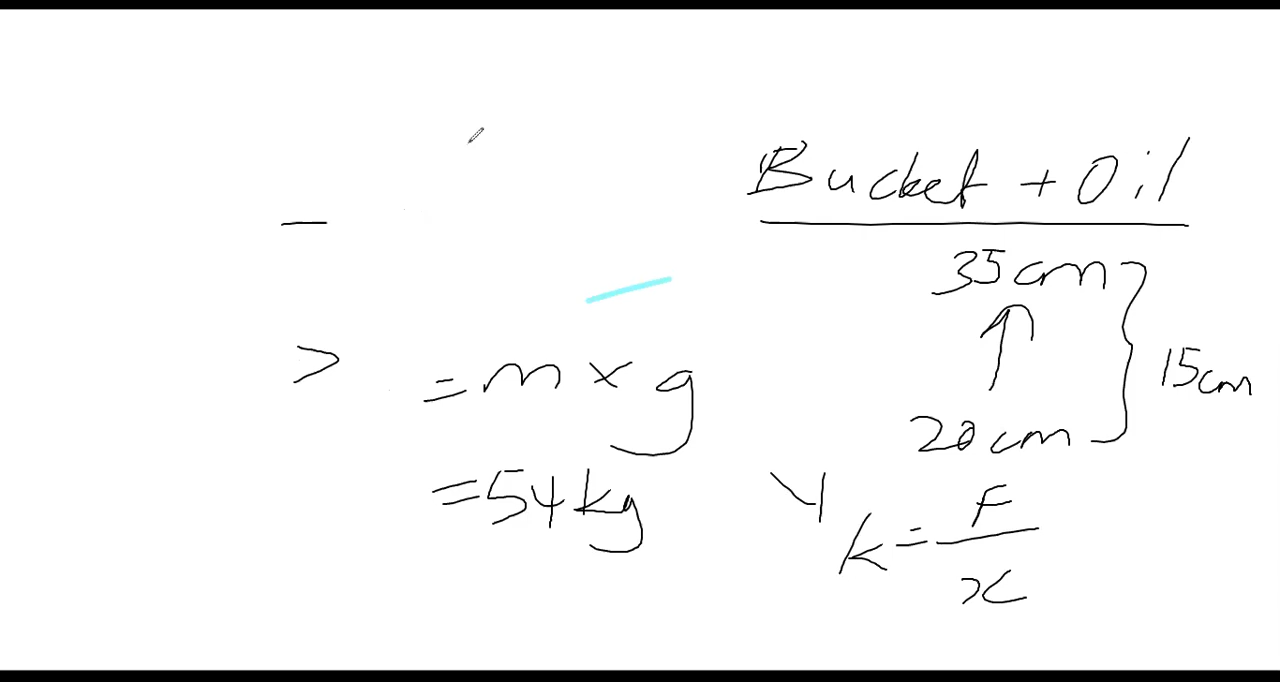 Bucket + Oil
35cm
↑
15cm
20cm
>
= m × g
= 54kg
k = F
x